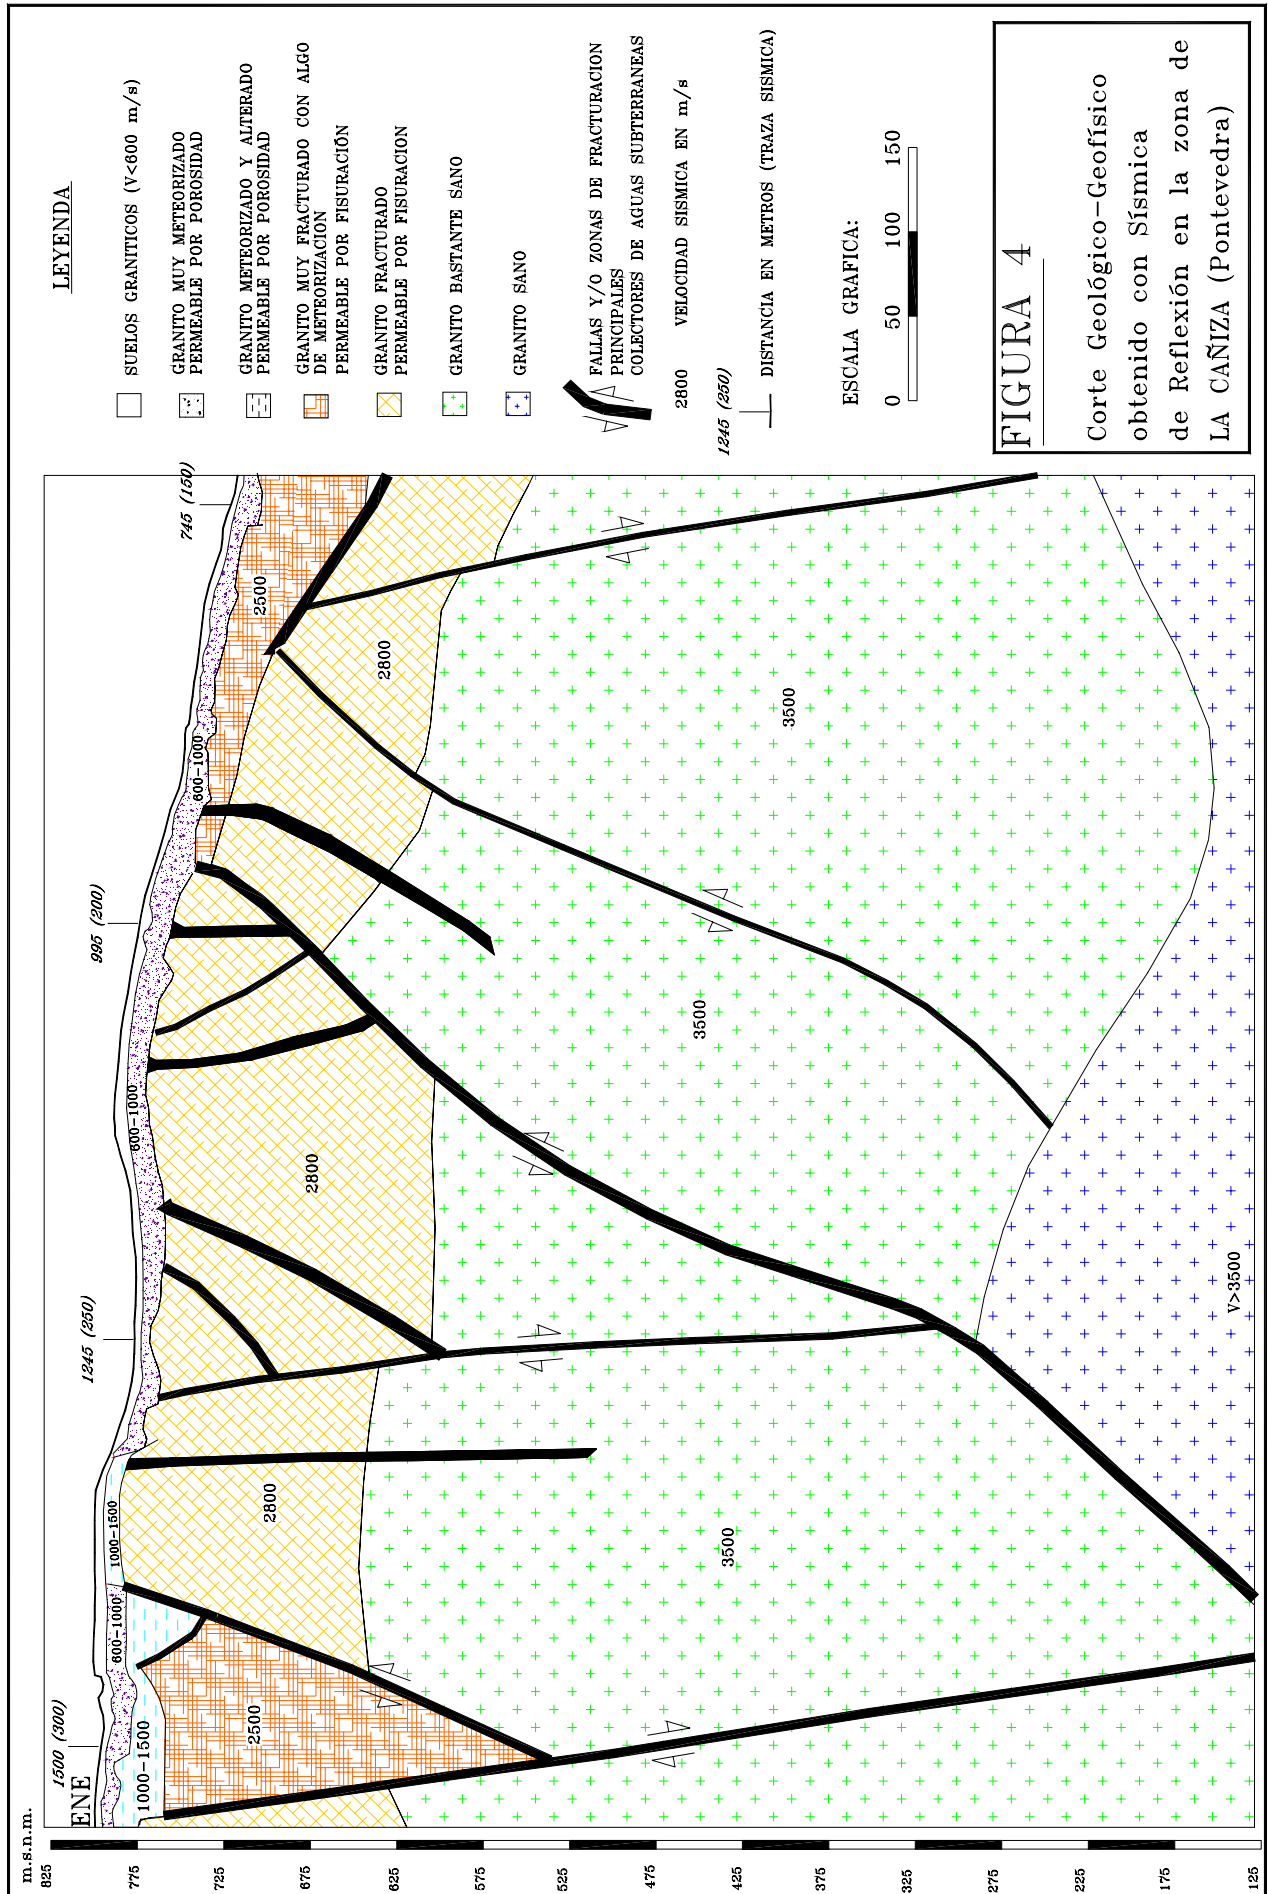 m.s.n.m.
825
775
725
675
625
575
525
475
425
375
325
275
225
175
125
ENE
1500 (300)
1245 (250)
995 (200)
745 (150)
1000-1500
600-1000
2500
1000-1500
2800
3500
600-1000
2800
3500
V>3500
600-1000
2500
2800
3500
LEYENDA
SUELOS GRANITICOS (V<600 m/s)
GRANITO MUY METEORIZADO
PERMEABLE POR POROSIDAD
GRANITO METEORIZADO Y ALTERADO
PERMEABLE POR POROSIDAD
GRANITO MUY FRACTURADO CON ALGO
DE METEORIZACION
PERMEABLE POR FISURACIÓN
GRANITO FRACTURADO
PERMEABLE POR FISURACION
GRANITO BASTANTE SANO
GRANITO SANO
FALLAS Y/O ZONAS DE FRACTURACION
PRINCIPALES
COLECTORES DE AGUAS SUBTERRANEAS
2800 VELOCIDAD SISMICA EN m/s
1245 (250)
DISTANCIA EN METROS (TRAZA SISMICA)
ESCALA GRAFICA:
0 50 100 150
FIGURA 4
Corte Geológico-Geofísico
obtenido con Sísmica
de Reflexión en la zona de
LA CAÑIZA (Pontevedra)